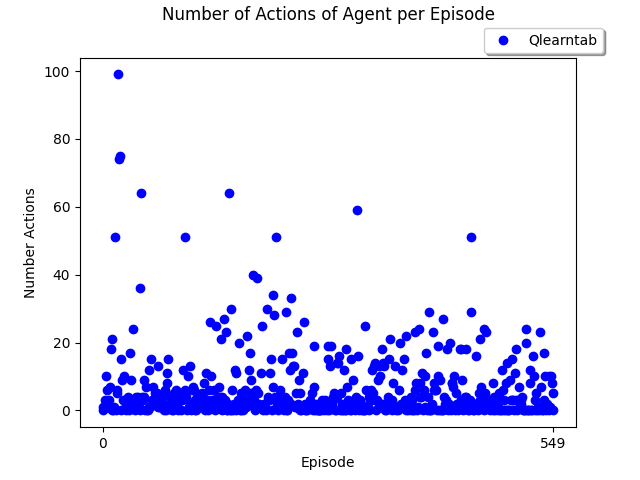 Number of Actions of Agent per Episode
Qlearntab
100
80
60
40
20
0
Number Actions
0
549
Episode